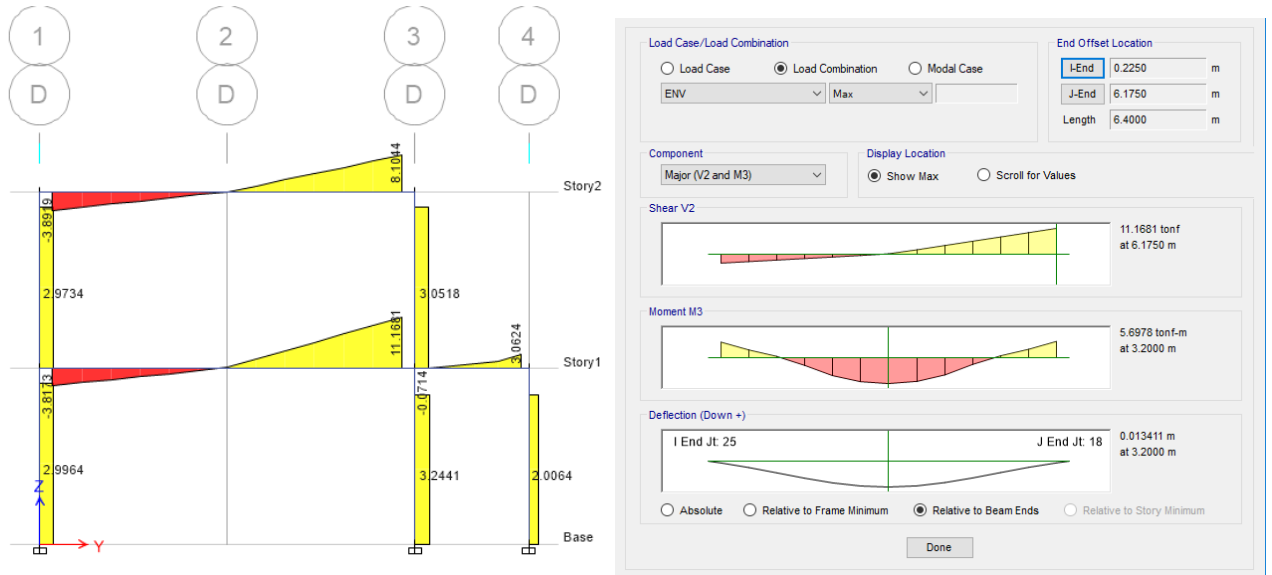 1 2 3 4
D D D D
8.1044
Story2
-3.8919
2.9734
3.0518
11.1681
3.0624
Story1
-3.8173
-0.0714
2.9964
3.2441
2.0064
Z
Base
Y
Load Case/Load Combination
Load Case Load Combination Modal Case
ENV Max
End Offset Location
I-End 0.2250 m
J-End 6.1750 m
Length 6.4000 m
Component
Major (V2 and M3)
Display Location
Show Max Scroll for Values
Shear V2
11.1681 tonf
at 6.1750 m
Moment M3
5.6978 tonf-m
at 3.2000 m
Deflection (Down +)
I End Jt: 25 J End Jt: 18
0.013411 m
at 3.2000 m
Absolute Relative to Frame Minimum Relative to Beam Ends Relative to Story Minimum
Done